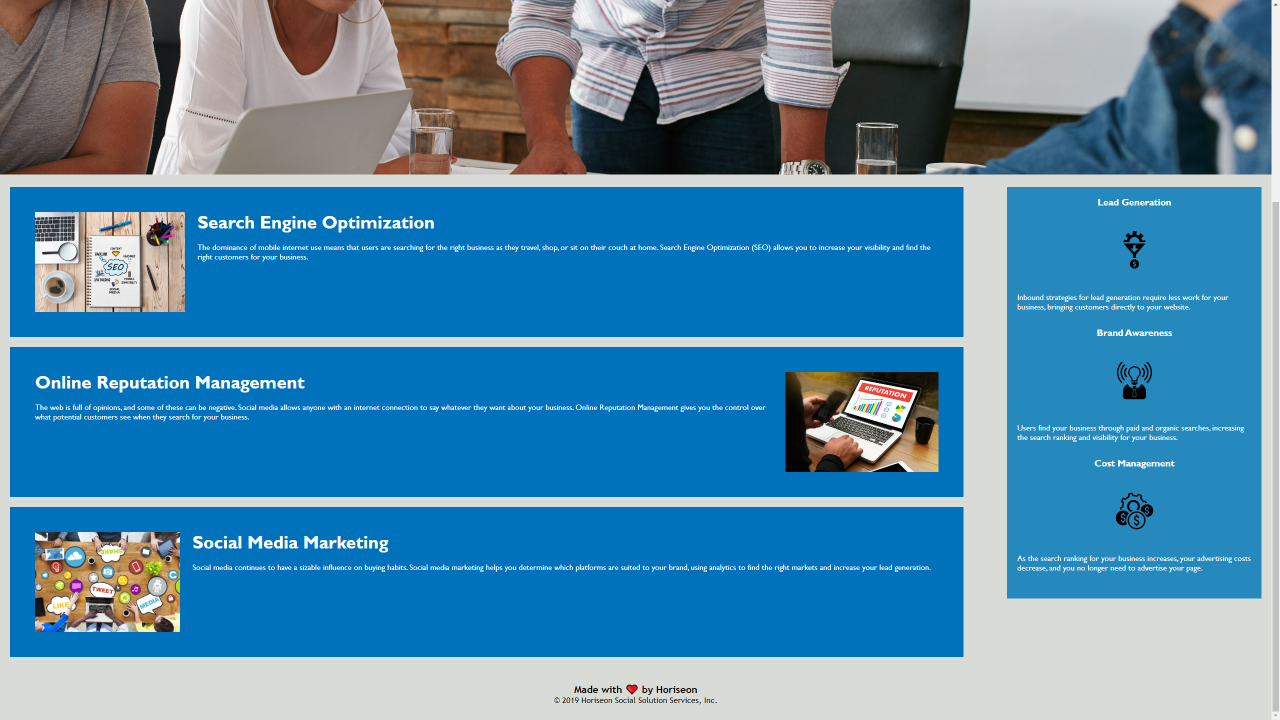 Search Engine Optimization
The dominance of mobile internet use means that users are searching for the right business as they travel, shop, or sit on their couch at home. Search Engine Optimization (SEO) allows you to increase your visibility and find the
right customers for your business.
SEO
Online Reputation Management
The web is full of opinions, and some of these can be negative. Social media allows anyone with an internet connection to say whatever they want about your business. Online Reputation Management gives you the control over
what potential customers see when they search for your business.
REPUTATION
Social Media Marketing
Social media continues to have a sizable influence on buying habits. Social media marketing helps you determine which platforms are suited to your brand, using analytics to find the right markets and increase your lead generation.
SHARE
TWEET
LIKE
MEDIA
Lead Generation
Inbound strategies for lead generation require less work for your
business, bringing customers directly to your website.
Brand Awareness
Users find your business through paid and organic searches, increasing
the search ranking and visibility for your business.
Cost Management
As the search ranking for your business increases, your advertising costs
decrease, and you no longer need to advertise your page.
Made with ❤️ by Horiseon
© 2019 Horiseon Social Solution Services, Inc.